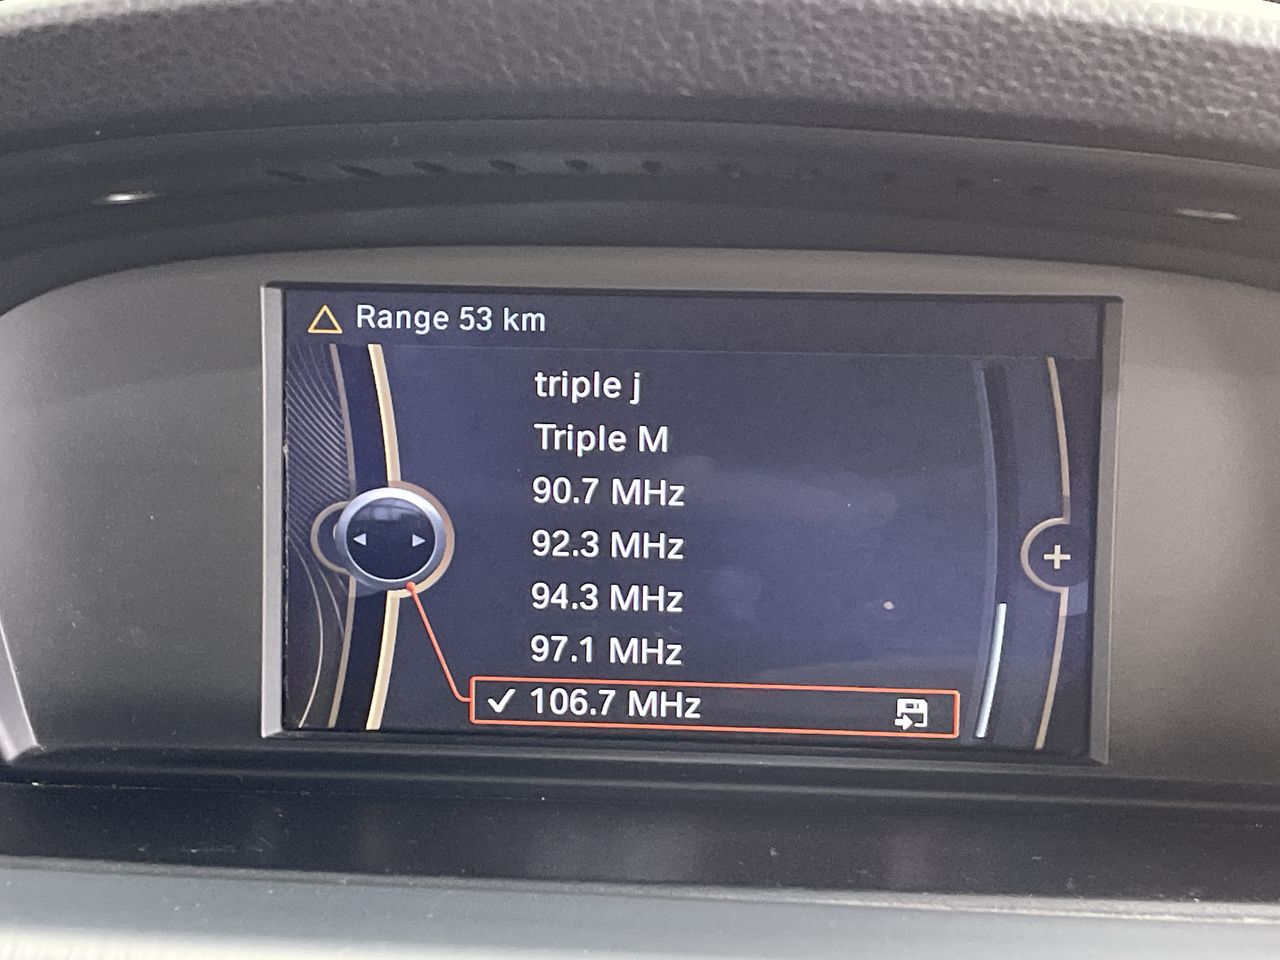 Range 53 km
triple j
Triple M
90.7 MHz
92.3 MHz
94.3 MHz
97.1 MHz
106.7 MHz